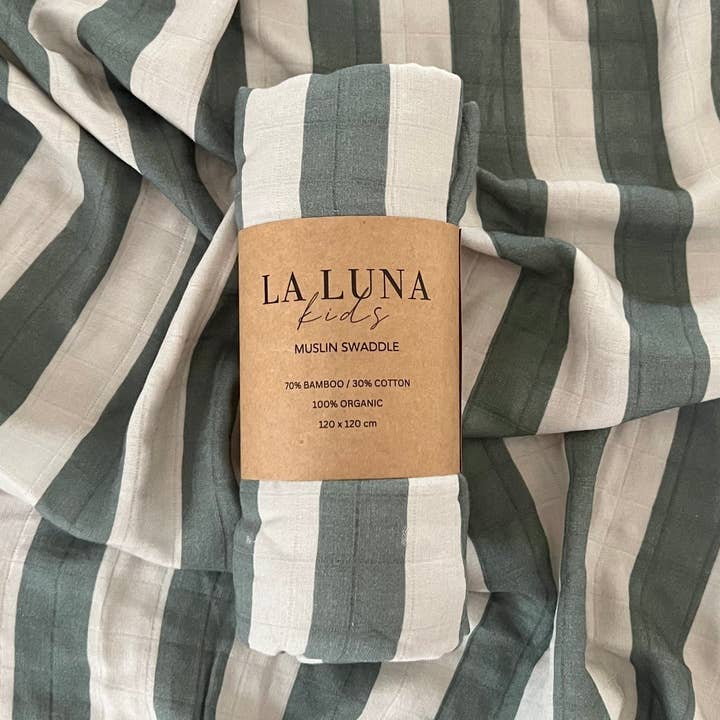 LA LUNA
kids
MUSLIN SWADDLE
70% BAMBOO / 30% COTTON
100% ORGANIC
120 x 120 cm